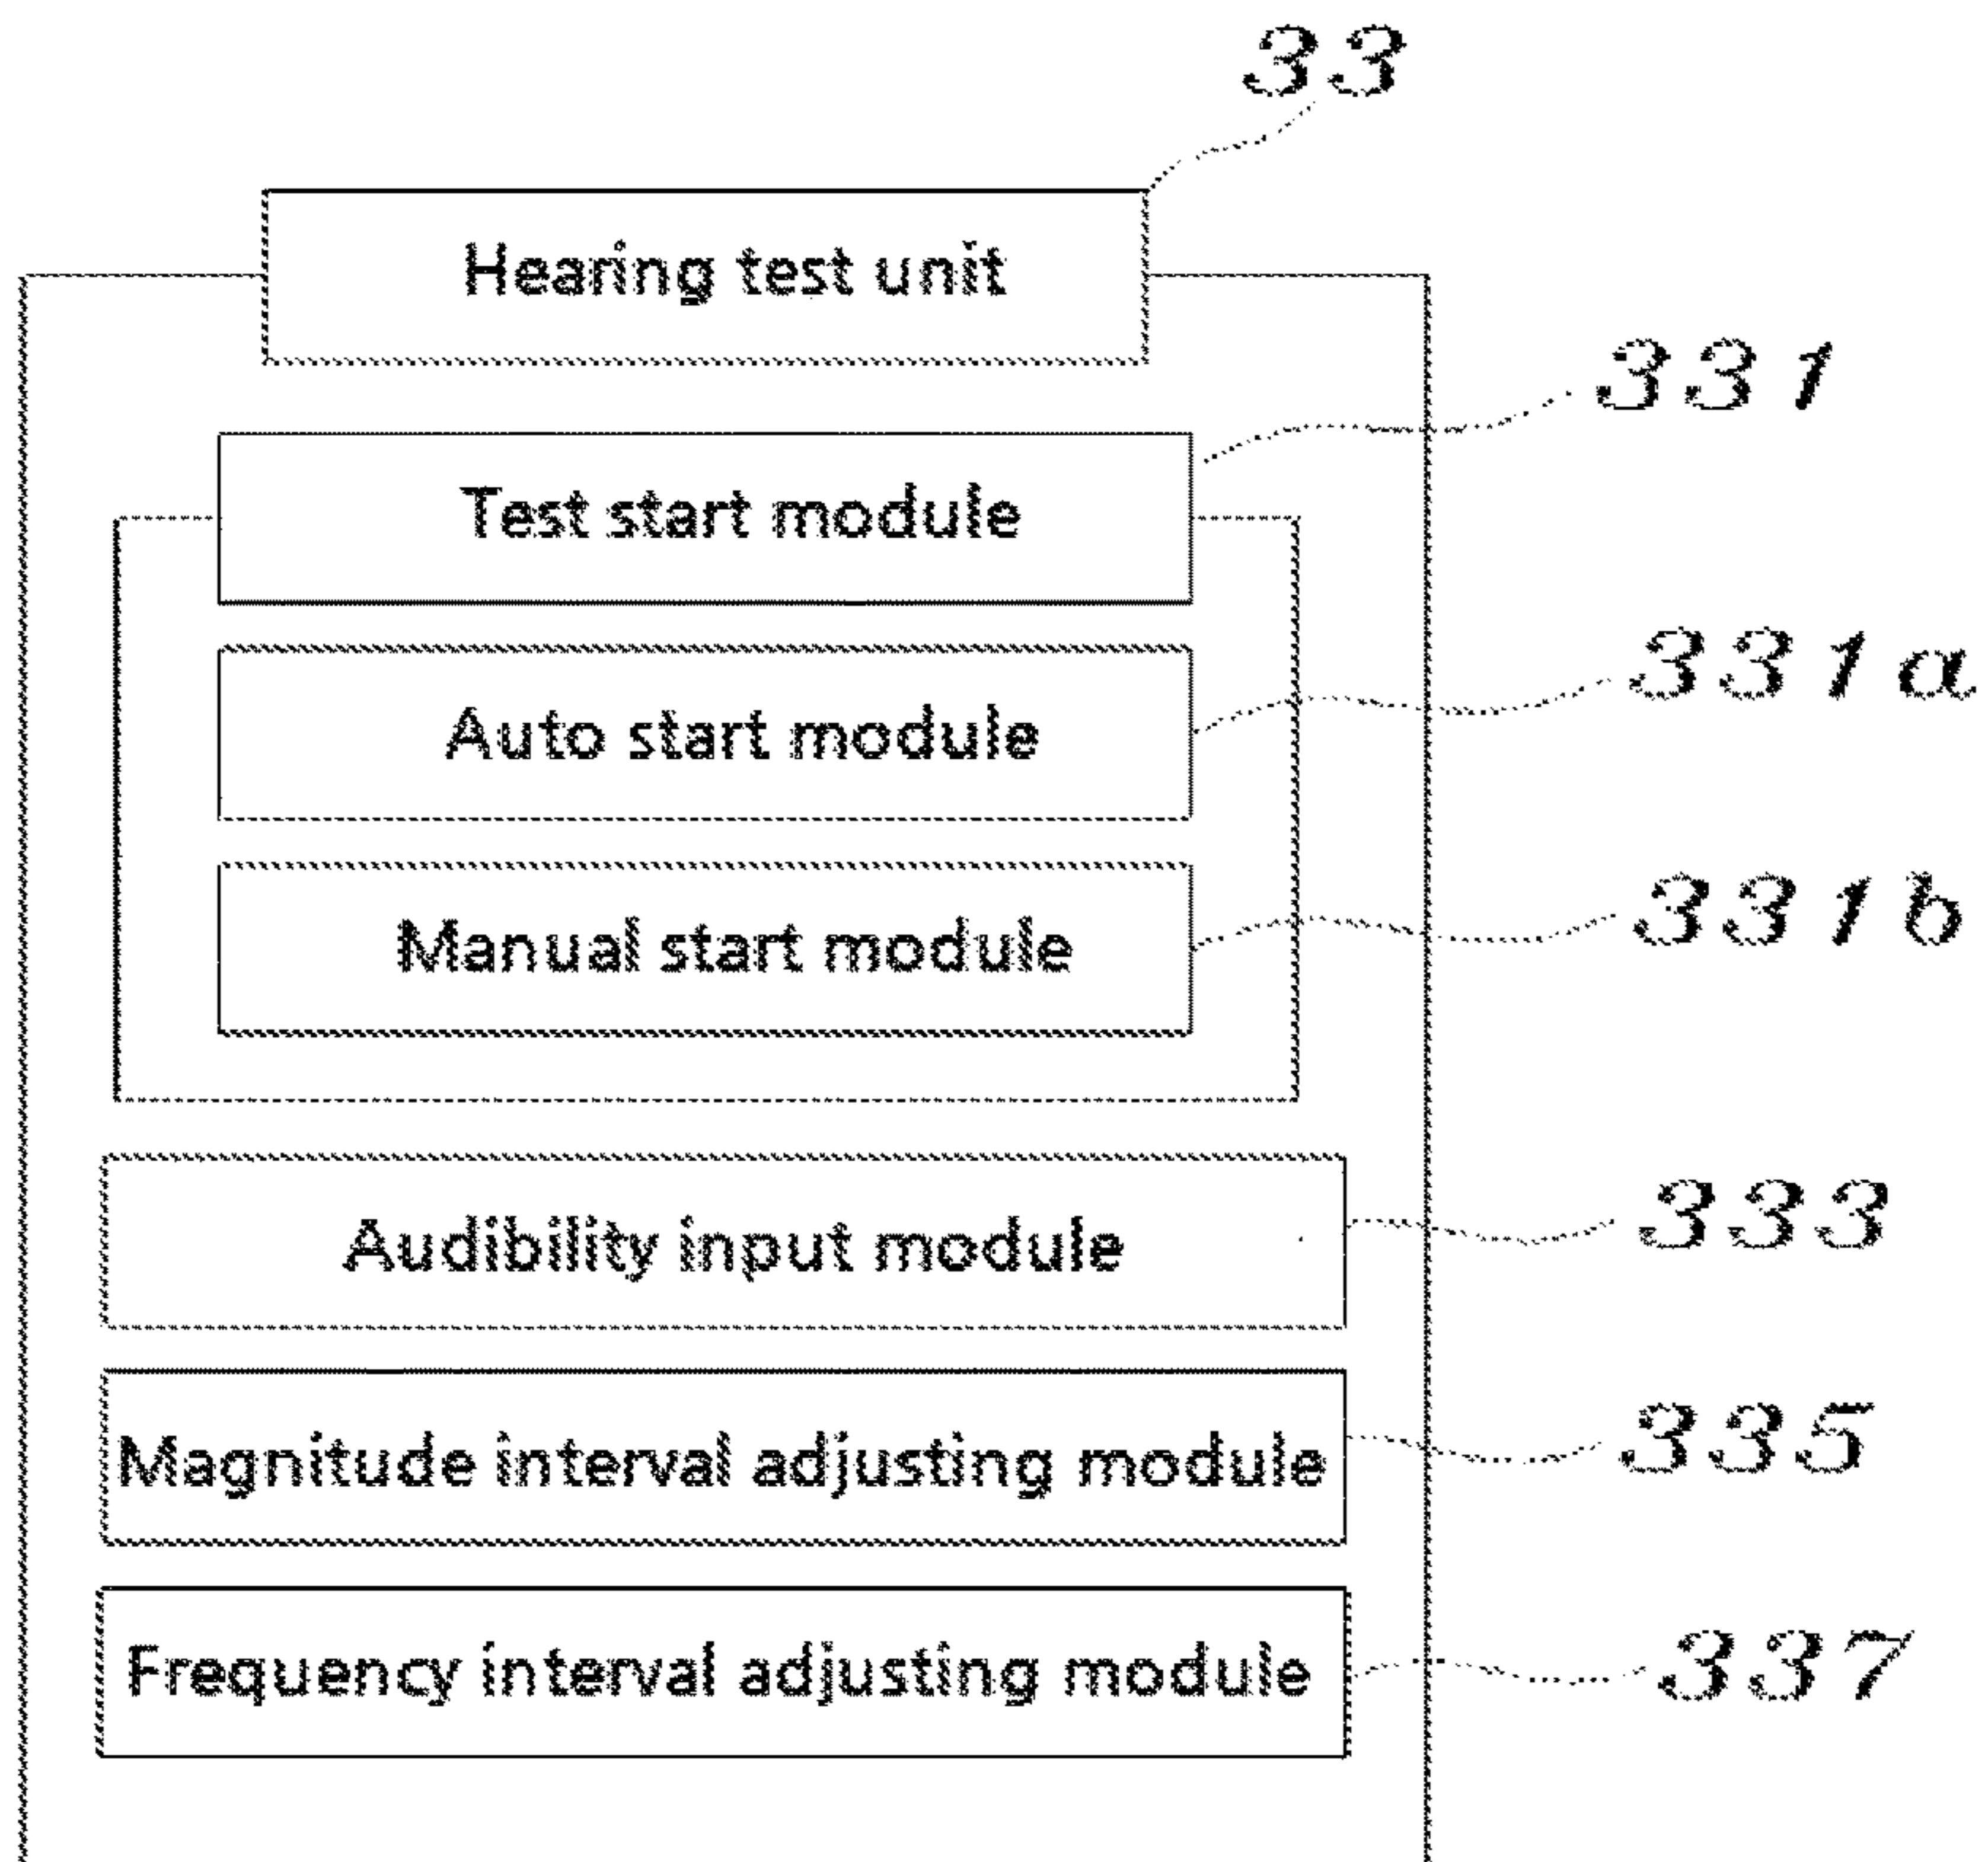 33
Hearing test unit
331
Test start module
331a
Auto start module
331b
Manual start module
333
Audibility input module
335
Magnitude interval adjusting module
337
Frequency interval adjusting module